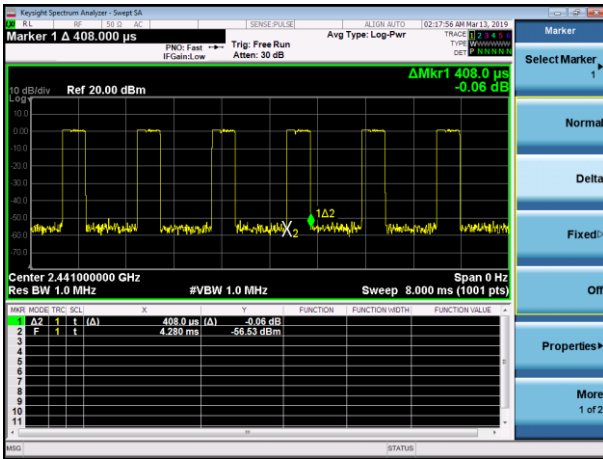 Keysight Spectrum Analyzer - Swept SA
RL RF 50 Ω AC SENSE:PULSE ALIGN AUTO 02:17:56 AM Mar 13, 2019
Marker 1 Δ 408.000 µs
PNO: Fast
IFGain:Low
Trig: Free Run
Atten: 30 dB
Avg Type: Log-Pwr
TRACE 1 2 3 4 5 6
TYPE WWWWWW
DET P NNNNN
ΔMkr1 408.0 µs
-0.06 dB
10 dB/div Ref 20.00 dBm
Log
10.0
0.00
-10.0
-20.0
-30.0
-40.0
-50.0
-60.0
-70.0
1Δ2
X2
Center 2.441000000 GHz Span 0 Hz
Res BW 1.0 MHz #VBW 1.0 MHz Sweep 8.000 ms (1001 pts)
MKR MODE TRC SCL X Y FUNCTION FUNCTION WIDTH FUNCTION VALUE
1 Δ2 1 t (Δ) 408.0 µs (Δ) -0.06 dB
2 F 1 t 4.280 ms -56.53 dBm
3
4
5
6
7
8
9
10
11
MSG STATUS
Marker
Select Marker
1
Normal
Delta
Fixed
Off
Properties
More
1 of 2